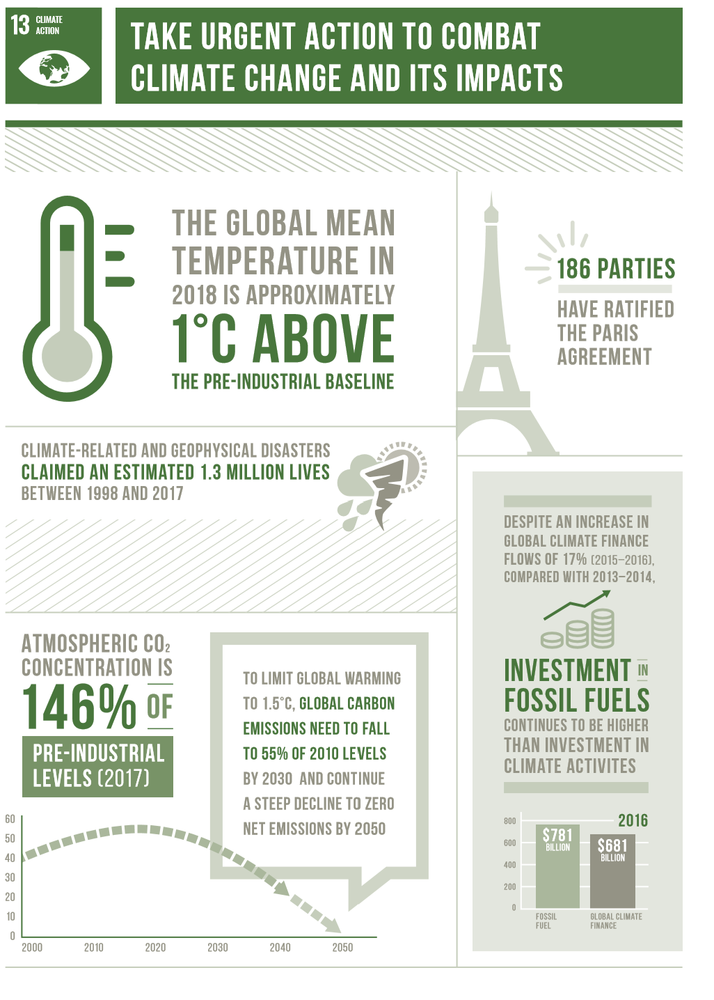 13 CLIMATE
ACTION
TAKE URGENT ACTION TO COMBAT
CLIMATE CHANGE AND ITS IMPACTS
THE GLOBAL MEAN
TEMPERATURE IN
2018 IS APPROXIMATELY
1°C ABOVE
THE PRE-INDUSTRIAL BASELINE
186 PARTIES
HAVE RATIFIED
THE PARIS
AGREEMENT
CLIMATE-RELATED AND GEOPHYSICAL DISASTERS
CLAIMED AN ESTIMATED 1.3 MILLION LIVES
BETWEEN 1998 AND 2017
DESPITE AN INCREASE IN
GLOBAL CLIMATE FINANCE
FLOWS OF 17% (2015–2016),
COMPARED WITH 2013–2014,
INVESTMENT IN
FOSSIL FUELS
CONTINUES TO BE HIGHER
THAN INVESTMENT IN
CLIMATE ACTIVITES
2016
800
600
400
200
0
$781
BILLION
$681
BILLION
FOSSIL
FUEL
GLOBAL CLIMATE
FINANCE
ATMOSPHERIC CO₂
CONCENTRATION IS
146% OF
PRE-INDUSTRIAL
LEVELS (2017)
TO LIMIT GLOBAL WARMING
TO 1.5°C, GLOBAL CARBON
EMISSIONS NEED TO FALL
TO 55% OF 2010 LEVELS
BY 2030 AND CONTINUE
A STEEP DECLINE TO ZERO
NET EMISSIONS BY 2050
60
50
40
30
20
10
0
2000 2010 2020 2030 2040 2050